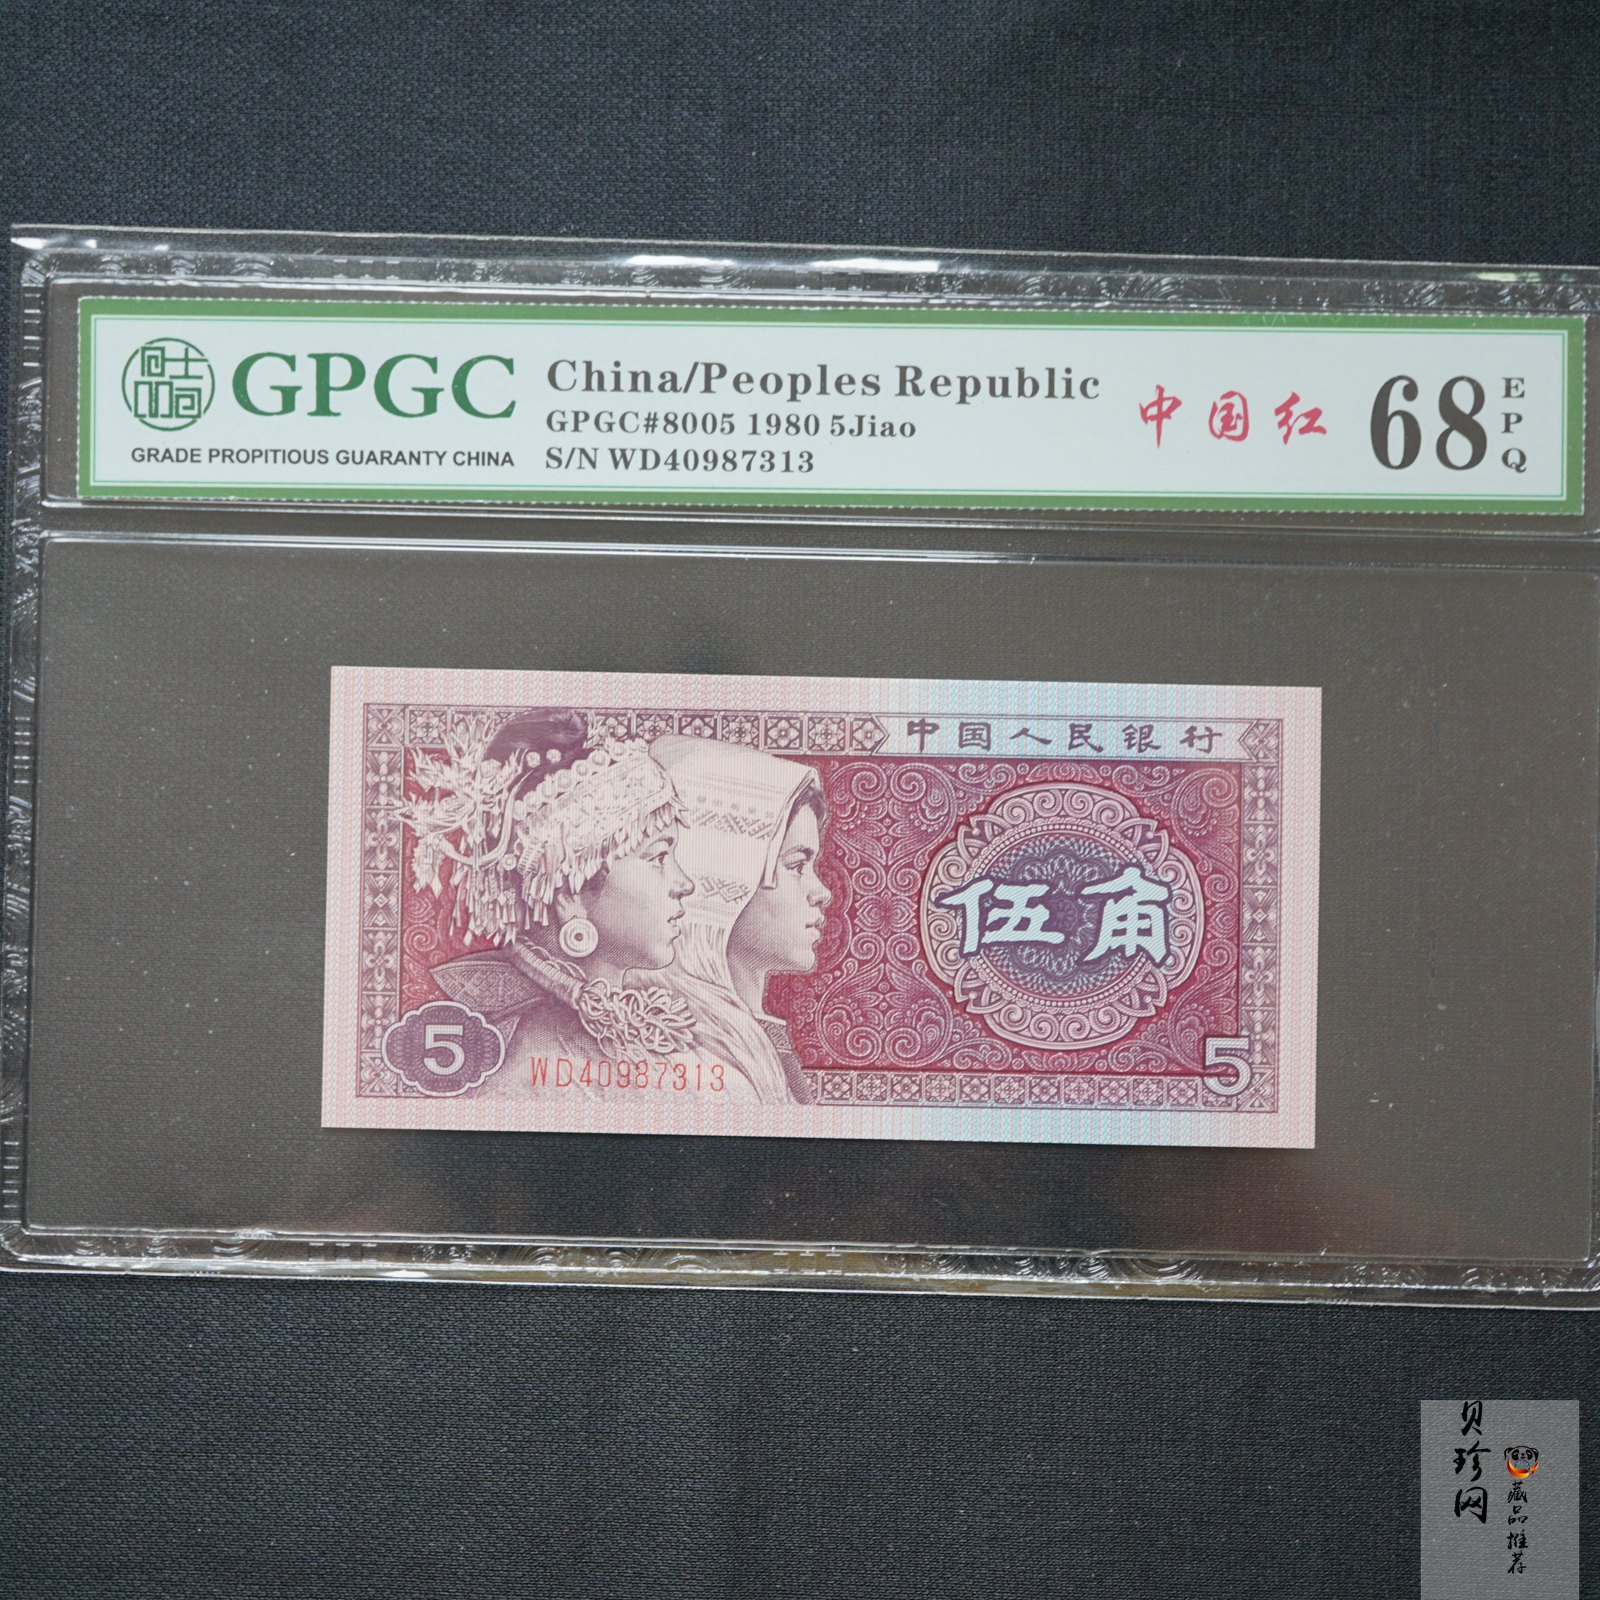 GPGC
GRADE PROPITIOUS GUARANTY CHINA
China/Peoples Republic
GPGC#8005 1980 5Jiao
S/N WD40987313
中国红
68
EPQ
中国人民银行
伍角
5
WD40987313
5
贝珍网
藏品推荐